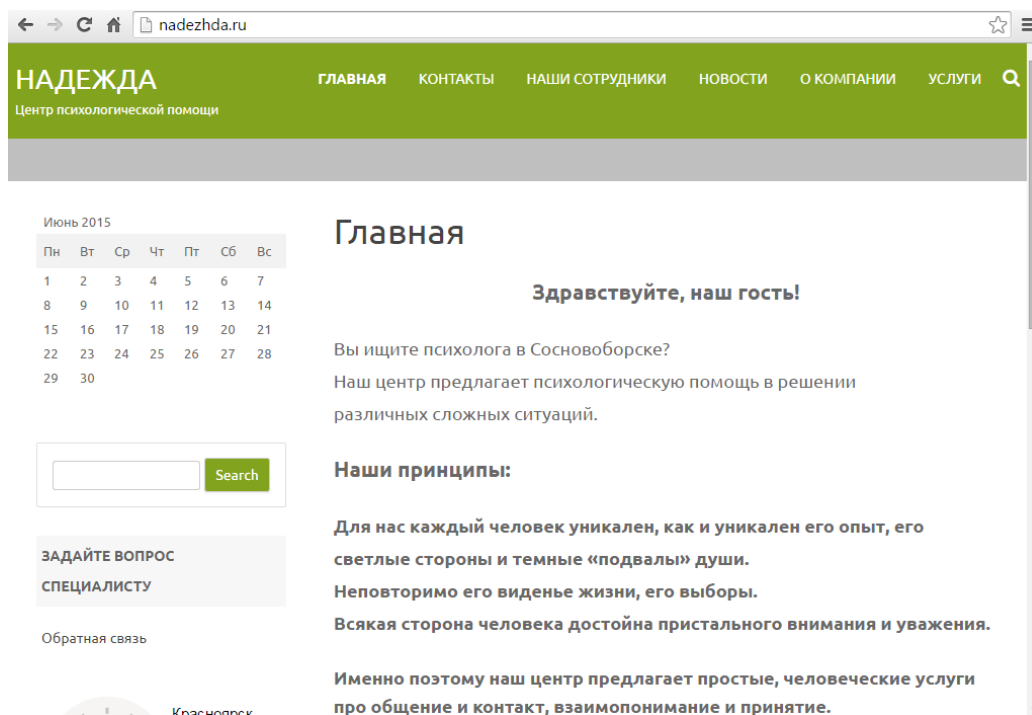 nadezhda.ru
НАДЕЖДА
Центр психологической помощи
ГЛАВНАЯ КОНТАКТЫ НАШИ СОТРУДНИКИ НОВОСТИ О КОМПАНИИ УСЛУГИ
Июнь 2015
Пн Вт Ср Чт Пт Сб Вс
1 2 3 4 5 6 7
8 9 10 11 12 13 14
15 16 17 18 19 20 21
22 23 24 25 26 27 28
29 30
Search
ЗАДАЙТЕ ВОПРОС
СПЕЦИАЛИСТУ
Обратная связь
Красноярск
Главная
Здравствуйте, наш гость!
Вы ищите психолога в Сосновоборске?
Наш центр предлагает психологическую помощь в решении
различных сложных ситуаций.
Наши принципы:
Для нас каждый человек уникален, как и уникален его опыт, его
светлые стороны и темные «подвалы» души.
Неповторимо его виденье жизни, его выборы.
Всякая сторона человека достойна пристального внимания и уважения.
Именно поэтому наш центр предлагает простые, человеческие услуги
про общение и контакт, взаимопонимание и принятие.